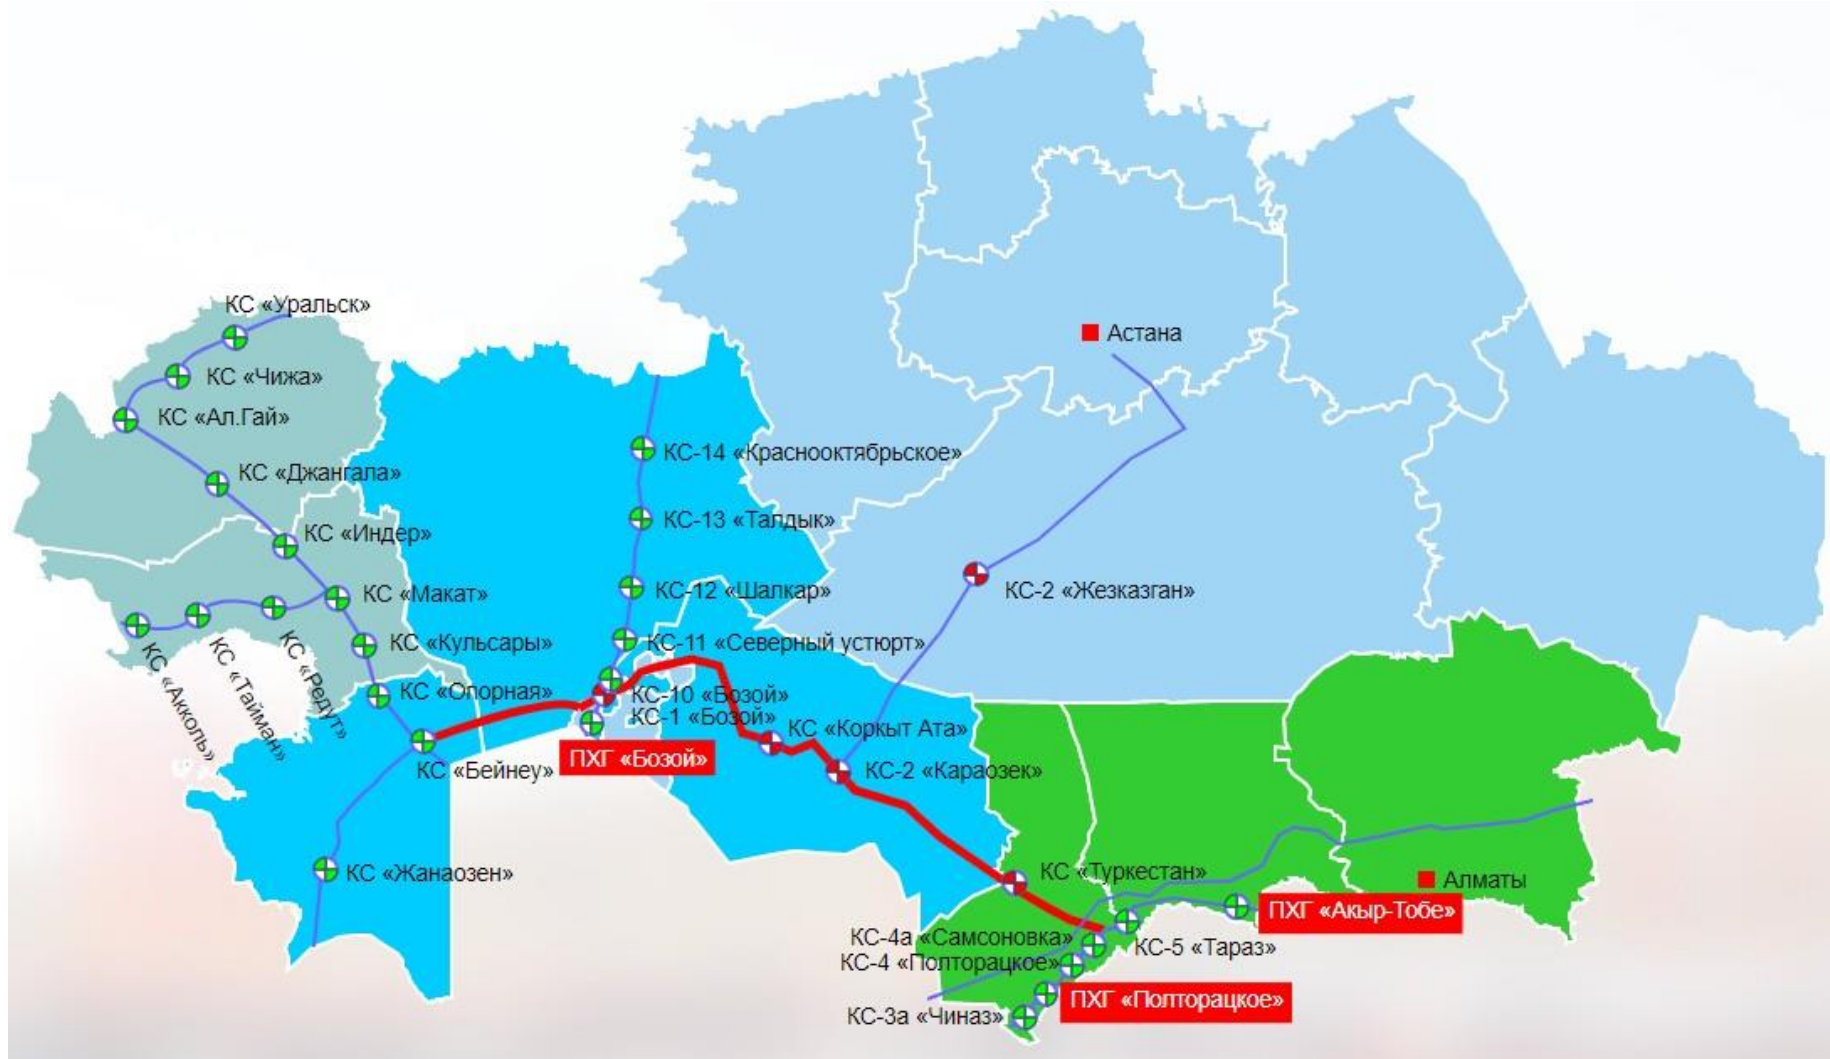 КС «Уральск»
Астана
КС «Чижа»
КС «Ал.Гай»
КС-14 «Краснооктябрьское»
КС «Джангала»
КС-13 «Талдык»
КС «Индер»
КС-12 «Шалкар»
КС-2 «Жезказган»
КС «Макат»
КС «Кульсары»
КС-11 «Северный устюрт»
КС «Акколь»
КС «Тайман»
КС «Редут»
КС «Опорная»
КС-10 «Бозой»
КС-1 «Бозой»
КС «Коркыт Ата»
ПХГ «Бозой»
КС «Бейнеу»
КС-2 «Караозек»
КС «Жанаозен»
КС «Туркестан»
Алматы
ПХГ «Акыр-Тобе»
КС-4а «Самсоновка»
КС-5 «Тараз»
КС-4 «Полторацкое»
ПХГ «Полторацкое»
КС-3а «Чиназ»